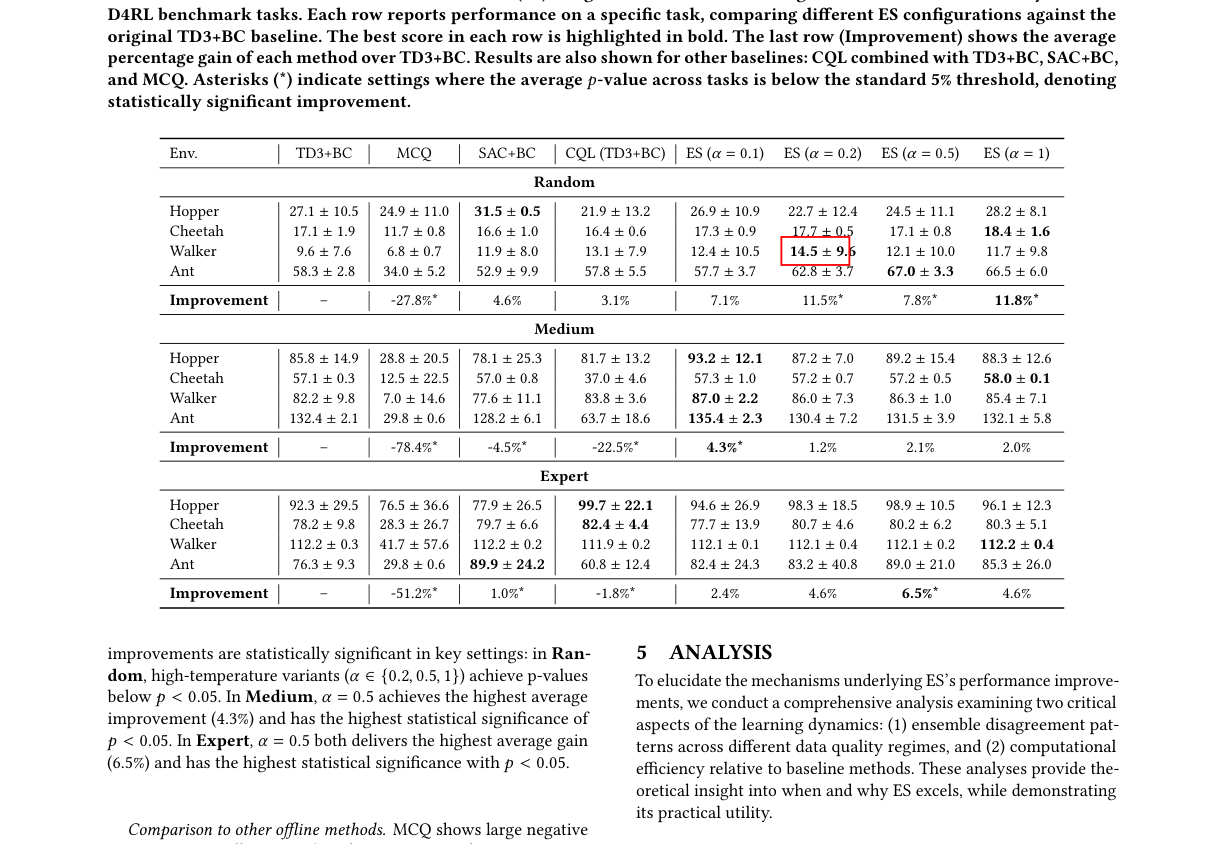 D4RL benchmark tasks. Each row reports performance on a specific task, comparing different ES configurations against the
original TD3+BC baseline. The best score in each row is highlighted in bold. The last row (Improvement) shows the average
percentage gain of each method over TD3+BC. Results are also shown for other baselines: CQL combined with TD3+BC, SAC+BC,
and MCQ. Asterisks (*) indicate settings where the average p-value across tasks is below the standard 5% threshold, denoting
statistically significant improvement.
Env. TD3+BC MCQ SAC+BC CQL (TD3+BC) ES (α = 0.1) ES (α = 0.2) ES (α = 0.5) ES (α = 1)
Random
Hopper 27.1 ± 10.5 24.9 ± 11.0 31.5 ± 0.5 21.9 ± 13.2 26.9 ± 10.9 22.7 ± 12.4 24.5 ± 11.1 28.2 ± 8.1
Cheetah 17.1 ± 1.9 11.7 ± 0.8 16.6 ± 1.0 16.4 ± 0.6 17.3 ± 0.9 17.7 ± 0.5 17.1 ± 0.8 18.4 ± 1.6
Walker 9.6 ± 7.6 6.8 ± 0.7 11.9 ± 8.0 13.1 ± 7.9 12.4 ± 10.5 14.5 ± 9.6 12.1 ± 10.0 11.7 ± 9.8
Ant 58.3 ± 2.8 34.0 ± 5.2 52.9 ± 9.9 57.8 ± 5.5 57.7 ± 3.7 62.8 ± 3.7 67.0 ± 3.3 66.5 ± 6.0
Improvement – -27.8%* 4.6% 3.1% 7.1% 11.5%* 7.8%* 11.8%*
Medium
Hopper 85.8 ± 14.9 28.8 ± 20.5 78.1 ± 25.3 81.7 ± 13.2 93.2 ± 12.1 87.2 ± 7.0 89.2 ± 15.4 88.3 ± 12.6
Cheetah 57.1 ± 0.3 12.5 ± 22.5 57.0 ± 0.8 37.0 ± 4.6 57.3 ± 1.0 57.2 ± 0.7 57.2 ± 0.5 58.0 ± 0.1
Walker 82.2 ± 9.8 7.0 ± 14.6 77.6 ± 11.1 83.8 ± 3.6 87.0 ± 2.2 86.0 ± 7.3 86.3 ± 1.0 85.4 ± 7.1
Ant 132.4 ± 2.1 29.8 ± 0.6 128.2 ± 6.1 63.7 ± 18.6 135.4 ± 2.3 130.4 ± 7.2 131.5 ± 3.9 132.1 ± 5.8
Improvement – -78.4%* -4.5%* -22.5%* 4.3%* 1.2% 2.1% 2.0%
Expert
Hopper 92.3 ± 29.5 76.5 ± 36.6 77.9 ± 26.5 99.7 ± 22.1 94.6 ± 26.9 98.3 ± 18.5 98.9 ± 10.5 96.1 ± 12.3
Cheetah 78.2 ± 9.8 28.3 ± 26.7 79.7 ± 6.6 82.4 ± 4.4 77.7 ± 13.9 80.7 ± 4.6 80.2 ± 6.2 80.3 ± 5.1
Walker 112.2 ± 0.3 41.7 ± 57.6 112.2 ± 0.2 111.9 ± 0.2 112.1 ± 0.1 112.1 ± 0.4 112.1 ± 0.2 112.2 ± 0.4
Ant 76.3 ± 9.3 29.8 ± 0.6 89.9 ± 24.2 60.8 ± 12.4 82.4 ± 24.3 83.2 ± 40.8 89.0 ± 21.0 85.3 ± 26.0
Improvement – -51.2%* 1.0%* -1.8%* 2.4% 4.6% 6.5%* 4.6%
improvements are statistically significant in key settings: in Ran-
dom, high-temperature variants (α ∈ {0.2, 0.5, 1}) achieve p-values
below p < 0.05. In Medium, α = 0.5 achieves the highest average
improvement (4.3%) and has the highest statistical significance of
p < 0.05. In Expert, α = 0.5 both delivers the highest average gain
(6.5%) and has the highest statistical significance with p < 0.05.
Comparison to other offline methods. MCQ shows large negative
5 ANALYSIS
To elucidate the mechanisms underlying ES's performance improve-
ments, we conduct a comprehensive analysis examining two critical
aspects of the learning dynamics: (1) ensemble disagreement pat-
terns across different data quality regimes, and (2) computational
efficiency relative to baseline methods. These analyses provide the-
oretical insight into when and why ES excels, while demonstrating
its practical utility.